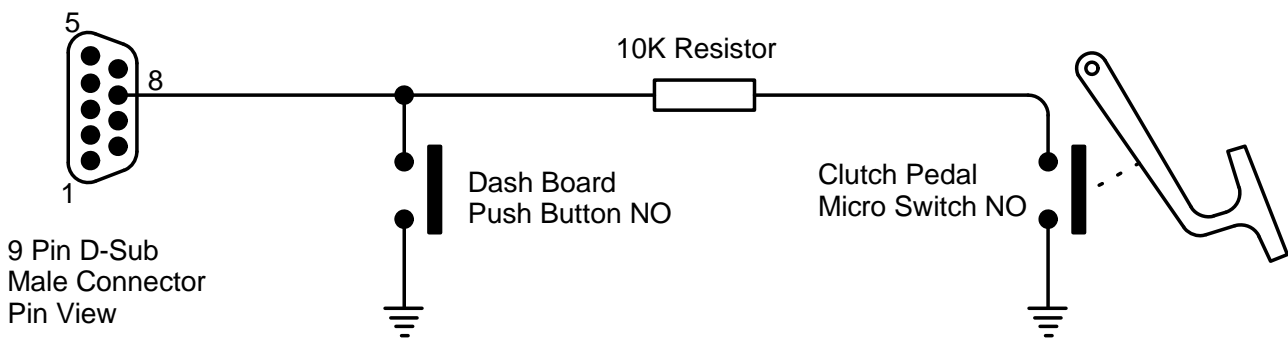 5
8
1
9 Pin D-Sub
Male Connector
Pin View
10K Resistor
Dash Board
Push Button NO
Clutch Pedal
Micro Switch NO